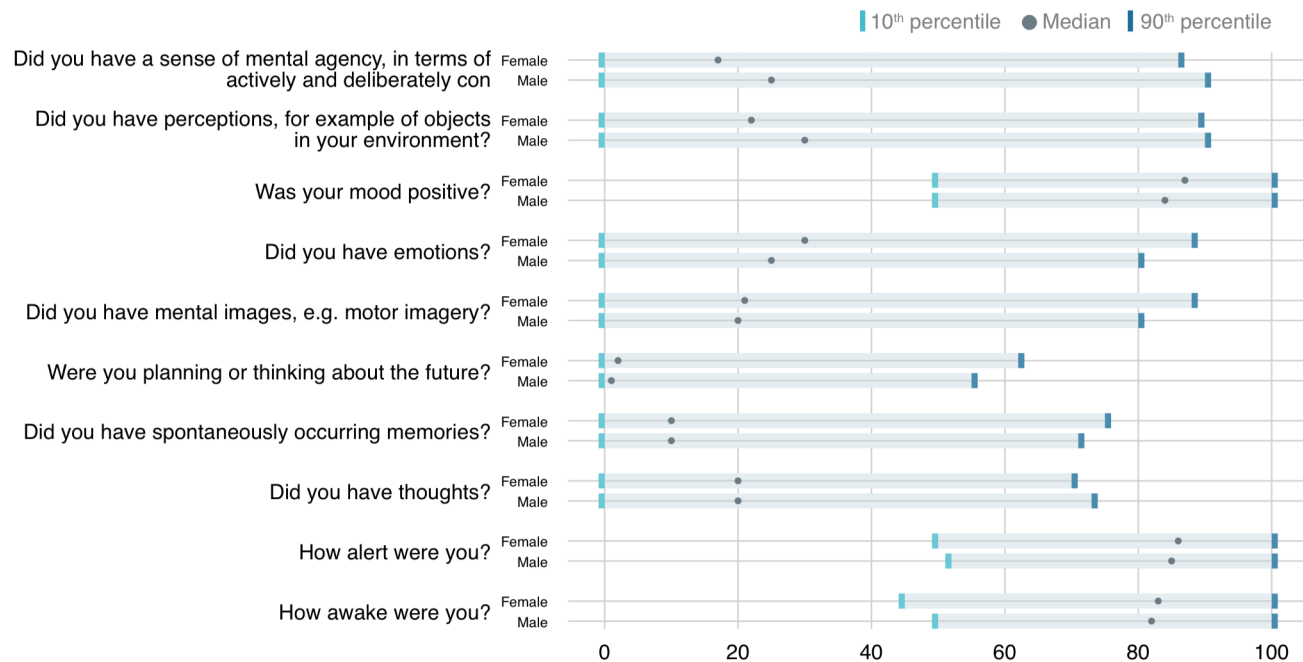 10th percentile Median 90th percentile
Did you have a sense of mental agency, in terms of
actively and deliberately con
Female
Male
Did you have perceptions, for example of objects
in your environment?
Female
Male
Was your mood positive?
Female
Male
Did you have emotions?
Female
Male
Did you have mental images, e.g. motor imagery?
Female
Male
Were you planning or thinking about the future?
Female
Male
Did you have spontaneously occurring memories?
Female
Male
Did you have thoughts?
Female
Male
How alert were you?
Female
Male
How awake were you?
Female
Male
0 20 40 60 80 100